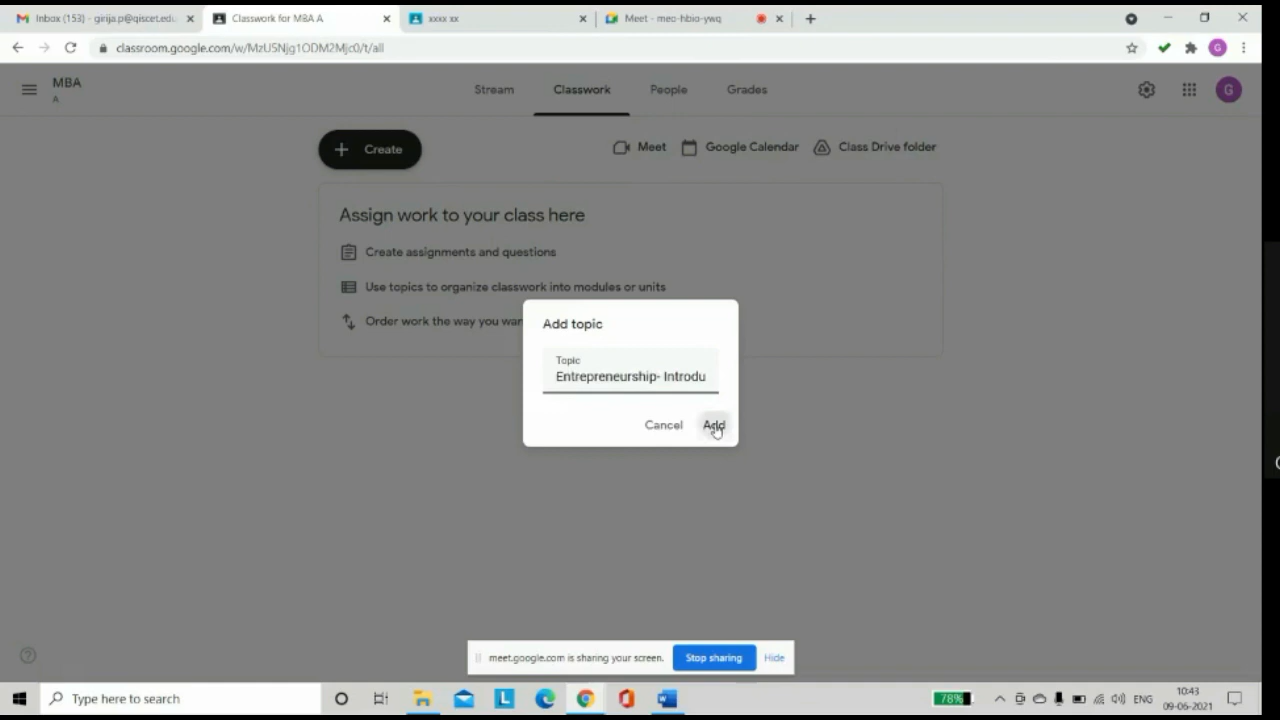 Inbox (153) - girija.p@qiscet.edu.
Classwork for MBA A
xxxx xx
Meet - meo-hbio-ywq
classroom.google.com/w/MzU5Njg1ODM2Mjc0/t/all
G
MBA
A
Stream
Classwork
People
Grades
G
Create
Meet
Google Calendar
Class Drive folder
Assign work to your class here
Create assignments and questions
Use topics to organize classwork into modules or units
Order work the way you wan
Add topic
Topic
Entrepreneurship- Introdu
Cancel
Add
meet.google.com is sharing your screen.
Stop sharing
Hide
Type here to search
L
78%
ENG
10:43
09-06-2021